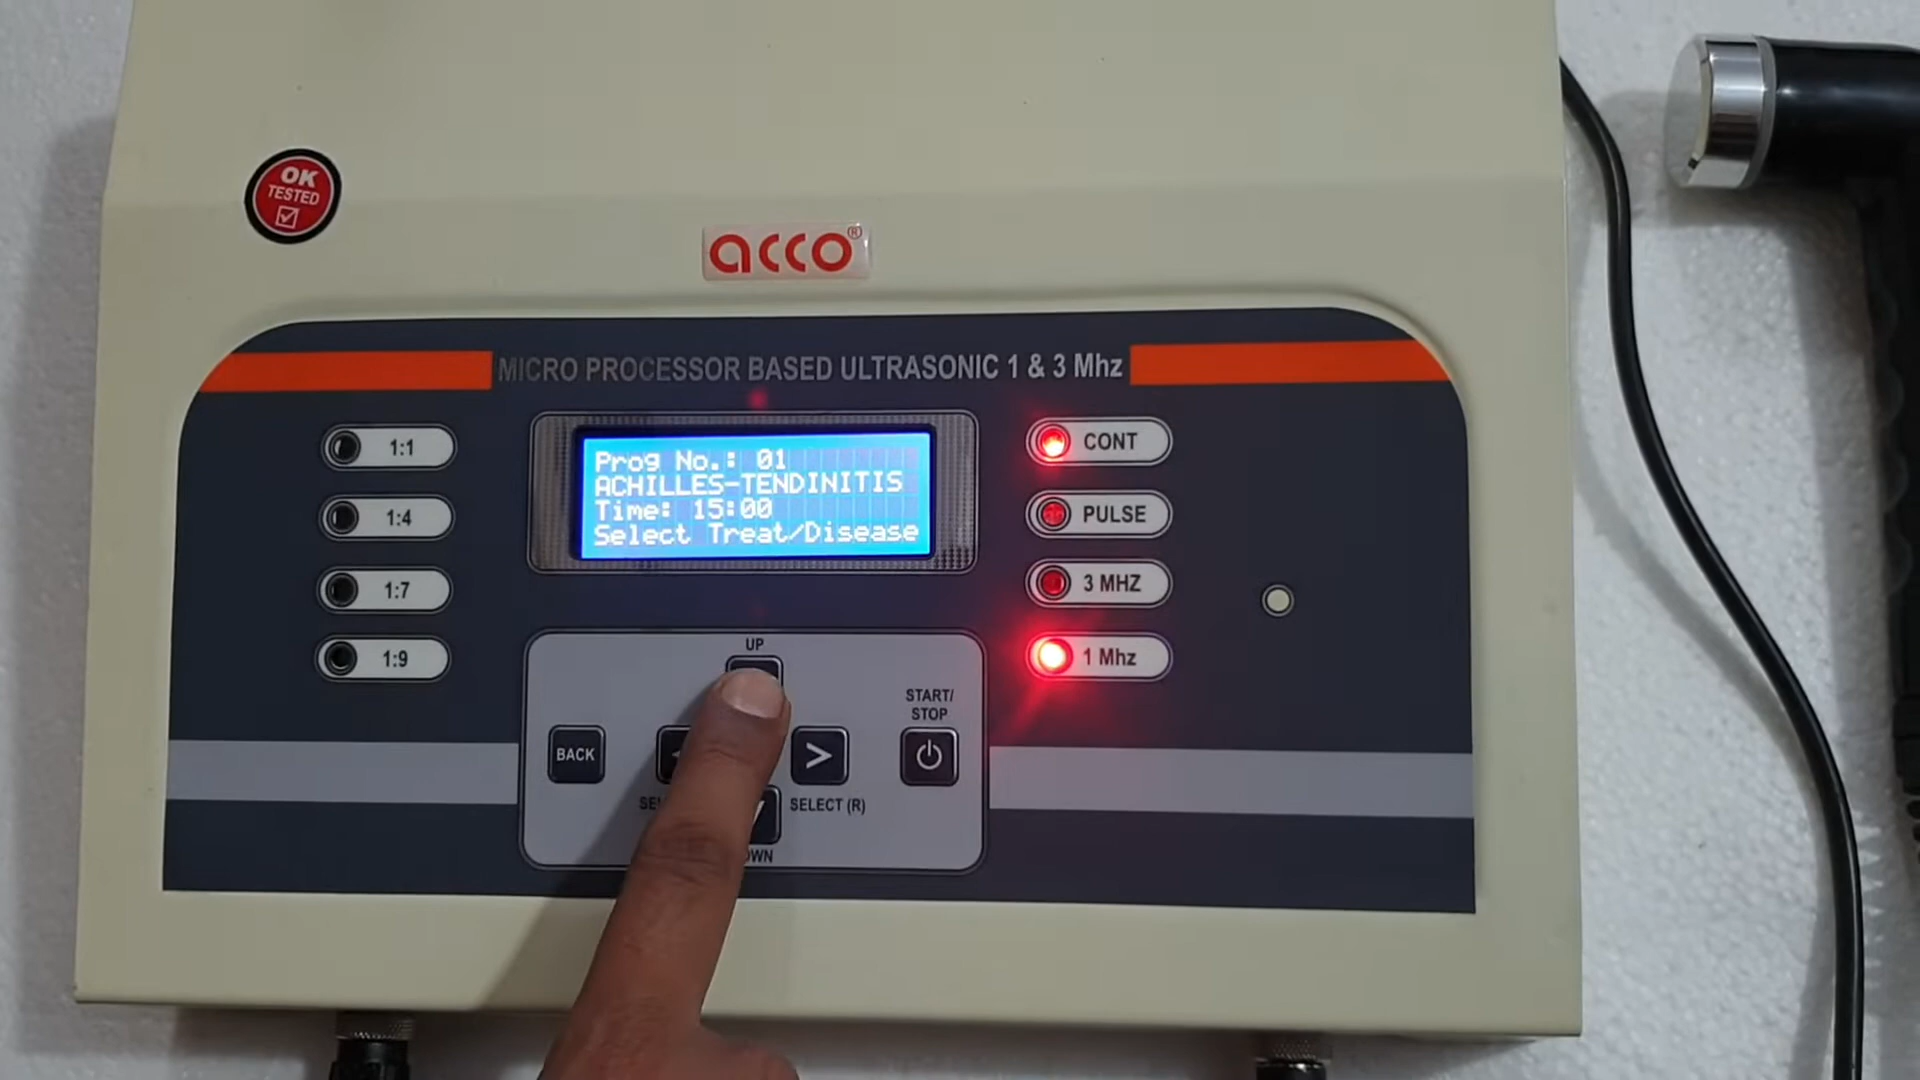 OK
TESTED
acco®
MICRO PROCESSOR BASED ULTRASONIC 1 & 3 Mhz
1:1
1:4
1:7
1:9
Prog No.: 01
ACHILLES-TENDINITIS
Time: 15:00
Select Treat/Disease
CONT
PULSE
3 MHZ
1 Mhz
UP
START/
STOP
BACK
>
SELECT (R)